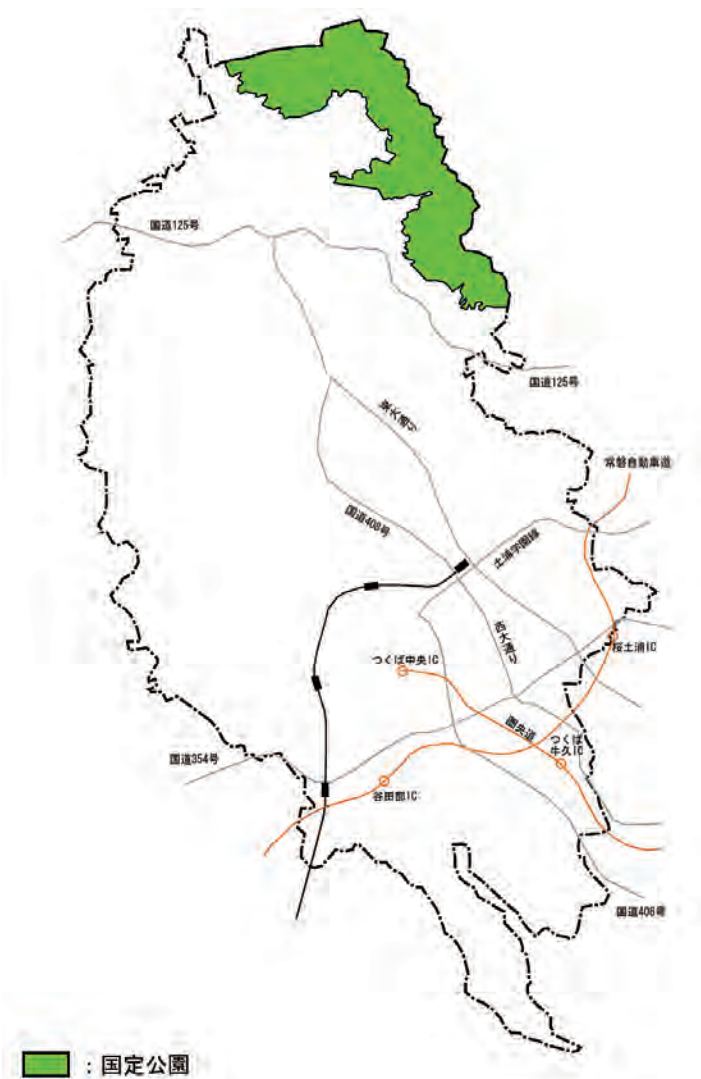 国道125号
国道125号
東大通り
常磐自動車道
国道408号
土浦学園線
西大通り
桜土浦IC
つくば中央IC
圏央道
つくば
牛久IC
国道354号
谷田部IC
国道408号
：国定公園